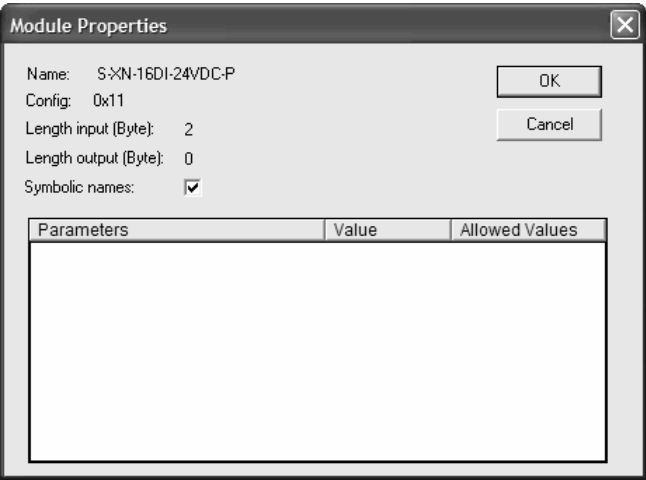 Module Properties
Name: S-XN-16DI-24VDC-P
OK
Config: 0x11
Length input (Byte): 2
Cancel
Length output (Byte): 0
Symbolic names:
Parameters Value Allowed Values